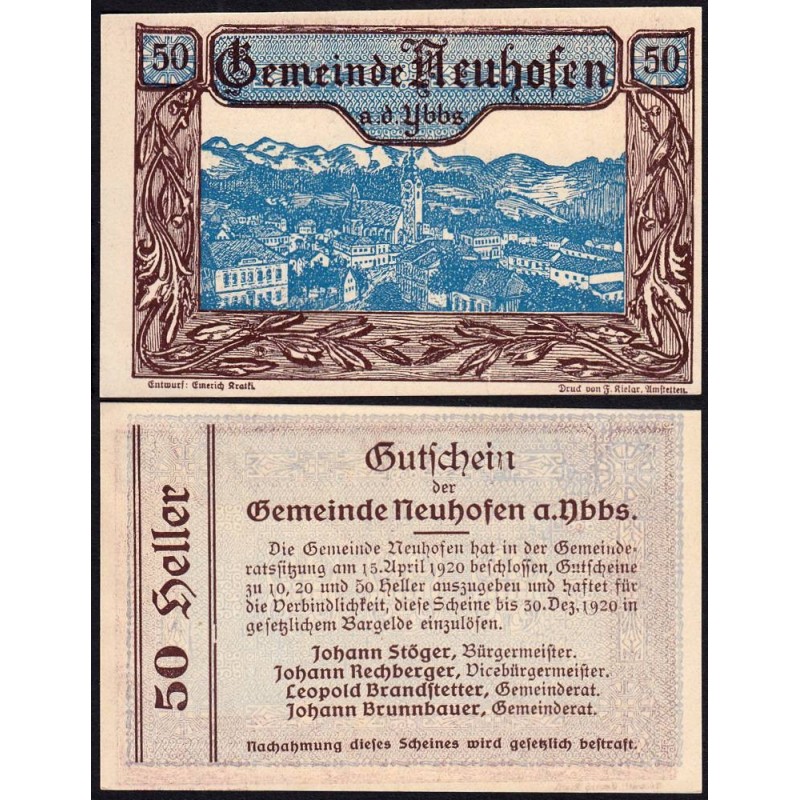 50 Gemeinde Neuhofen 50
a. d. Ybbs
Entwurf: Emerich Kratki.
Druck von F. Kielar, Amstetten.
50 Heller
Gutschein
der
Gemeinde Neuhofen a. Ybbs.
Die Gemeinde Neuhofen hat in der Gemeinde-
ratssitzung am 15. April 1920 beschlossen, Gutscheine
zu 10, 20 und 50 Heller auszugeben und haftet für
die Verbindlichkeit, diese Scheine bis 30. Dez. 1920 in
gesetzlichem Bargelde einzulösen.
Johann Stöger, Bürgermeister.
Johann Rechberger, Vicebürgermeister.
Leopold Brandstetter, Gemeinderat.
Johann Brunnbauer, Gemeinderat.
Nachahmung dieses Scheines wird gesetzlich bestraft.